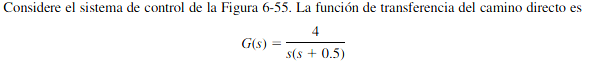 Considere el sistema de control de la Figura 6-55. La función de transferencia del camino directo es
G(s) = 4 / s(s + 0.5)